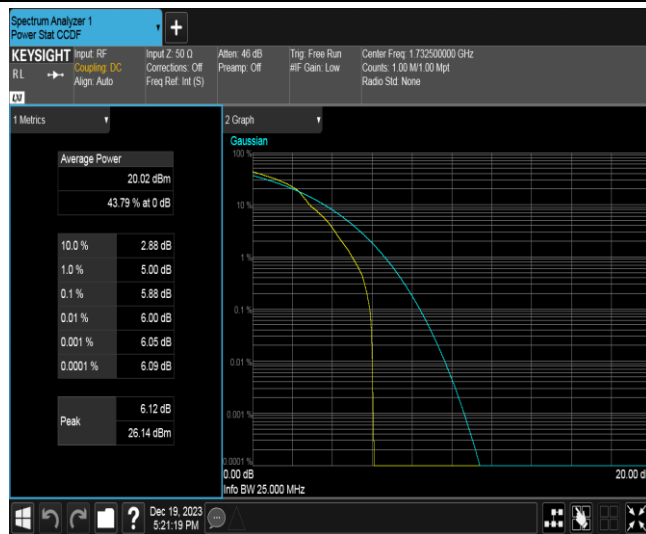 Spectrum Analyzer 1
Power Stat CCDF
+
KEYSIGHT
RL
Input: RF
Coupling: DC
Align: Auto
Input Z: 50 Ω
Corrections: Off
Freq Ref: Int (S)
Atten: 46 dB
Preamp: Off
Trig: Free Run
#IF Gain: Low
Center Freq: 1.732500000 GHz
Counts: 1.00 M/1.00 Mpt
Radio Std: None
LXI
1 Metrics
Average Power
20.02 dBm
43.79 % at 0 dB
10.0 % 2.88 dB
1.0 % 5.00 dB
0.1 % 5.88 dB
0.01 % 6.00 dB
0.001 % 6.05 dB
0.0001 % 6.09 dB
Peak
6.12 dB
26.14 dBm
2 Graph
Gaussian
100 %
10 %
1 %
0.1 %
0.01 %
0.001 %
0.0001 %
0.00 dB
20.00 d
Info BW 25.000 MHz
?
Dec 19, 2023
5:21:19 PM